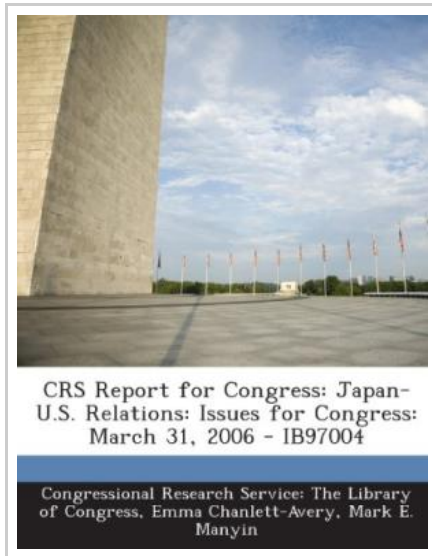 CRS Report for Congress: Japan-
U.S. Relations: Issues for Congress:
March 31, 2006 - IB97004
Congressional Research Service: The Library
of Congress, Emma Chanlett-Avery, Mark E.
Manyin